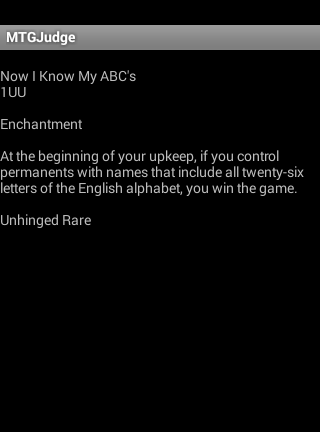 MTGJudge
Now I Know My ABC's
1UU
Enchantment
At the beginning of your upkeep, if you control
permanents with names that include all twenty-six
letters of the English alphabet, you win the game.
Unhinged Rare